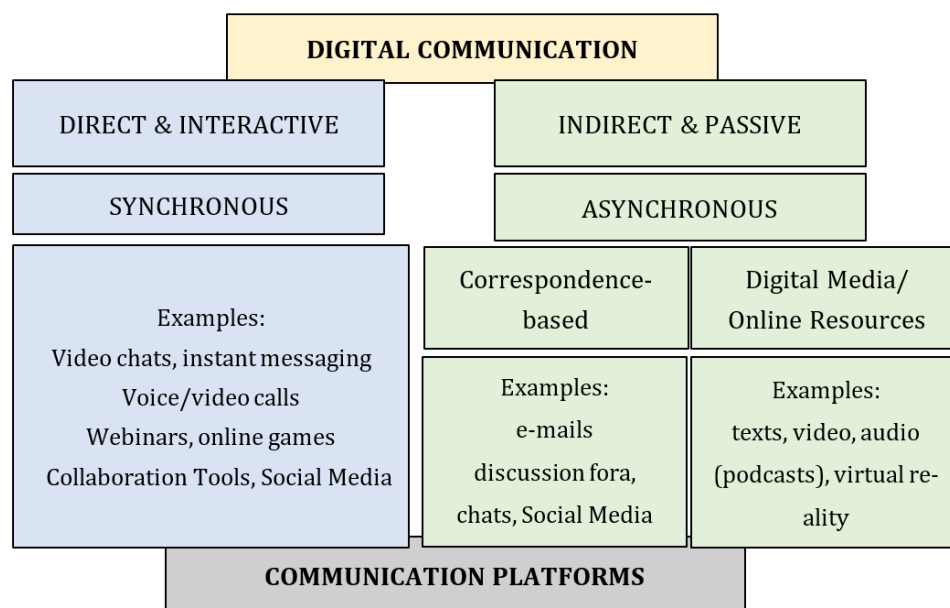 DIGITAL COMMUNICATION
DIRECT & INTERACTIVE
SYNCHRONOUS
Examples:
Video chats, instant messaging
Voice/video calls
Webinars, online games
Collaboration Tools, Social Media
INDIRECT & PASSIVE
ASYNCHRONOUS
Correspondence-
based
Examples:
e-mails
discussion fora,
chats, Social Media
Digital Media/
Online Resources
Examples:
texts, video, audio
(podcasts), virtual re-
ality
COMMUNICATION PLATFORMS